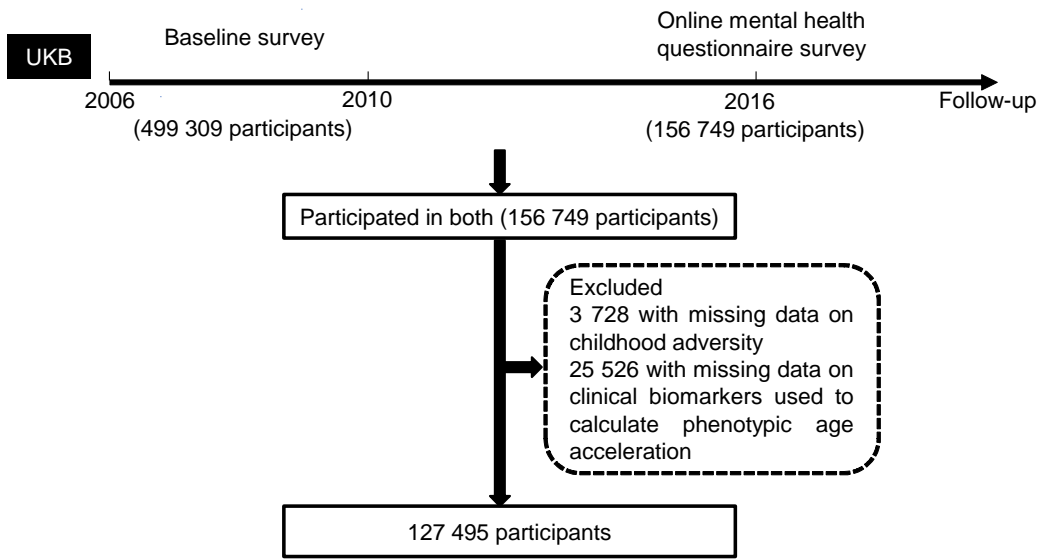 UKB
Baseline survey
Online mental health
questionnaire survey
2006
2010
2016
Follow-up
(499 309 participants)
(156 749 participants)
Participated in both (156 749 participants)
Excluded
3 728 with missing data on
childhood adversity
25 526 with missing data on
clinical biomarkers used to
calculate phenotypic age
acceleration
127 495 participants